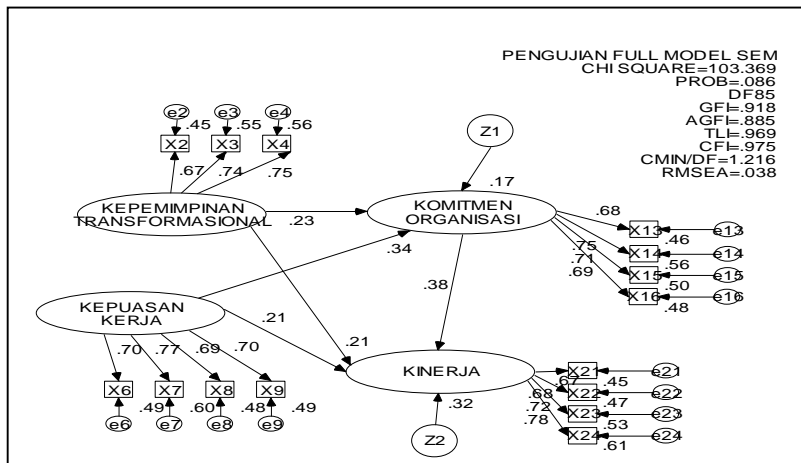 PENGUJIAN FULL MODEL SEM
CHI SQUARE=103.369
PROB=.086
DF85
GFI=.918
AGFI=.885
TLI=.969
CFI=.975
CMIN/DF=1.216
RMSEA=.038
e2 e3 e4
.45 .55 .56
X2 X3 X4
.67 .74 .75
Z1
.17
KEPEMIMPINAN
TRANSFORMASIONAL
.23
KOMITMEN
ORGANISASI
.68
.75
.71
.69
X13 e13
.46
X14 e14
.56
X15 e15
.50
X16 e16
.48
.34
.38
KEPUASAN
KERJA
.21
.21
.70 .77 .69 .70
X6 X7 X8 X9
.49 .60 .48 .49
e6 e7 e8 e9
KINERJA
.32
Z2
.67
.68
.72
.78
X21 e21
.45
X22 e22
.47
X23 e23
.53
X24 e24
.61